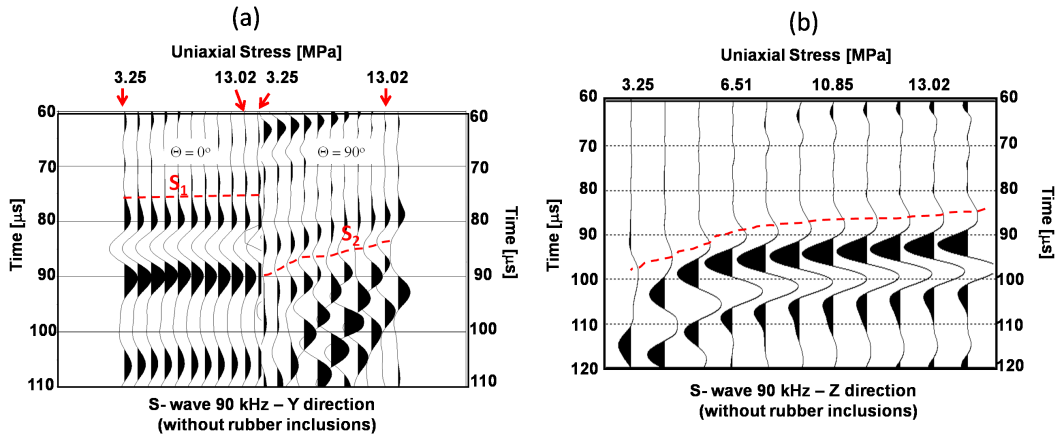 (a)
Uniaxial Stress [MPa]
3.25 13.02 3.25 13.02
60 60
Θ = 0º Θ = 90º
70 70
S1
80 80
S2
90 90
100 100
110 110
Time [µs] Time [µs]
S- wave 90 kHz – Y direction
(without rubber inclusions)
(b)
Uniaxial Stress [MPa]
3.25 6.51 10.85 13.02
60 60
70 70
80 80
90 90
100 100
110 110
120 120
Time [µs] Time [µs]
S- wave 90 kHz – Z direction
(without rubber inclusions)